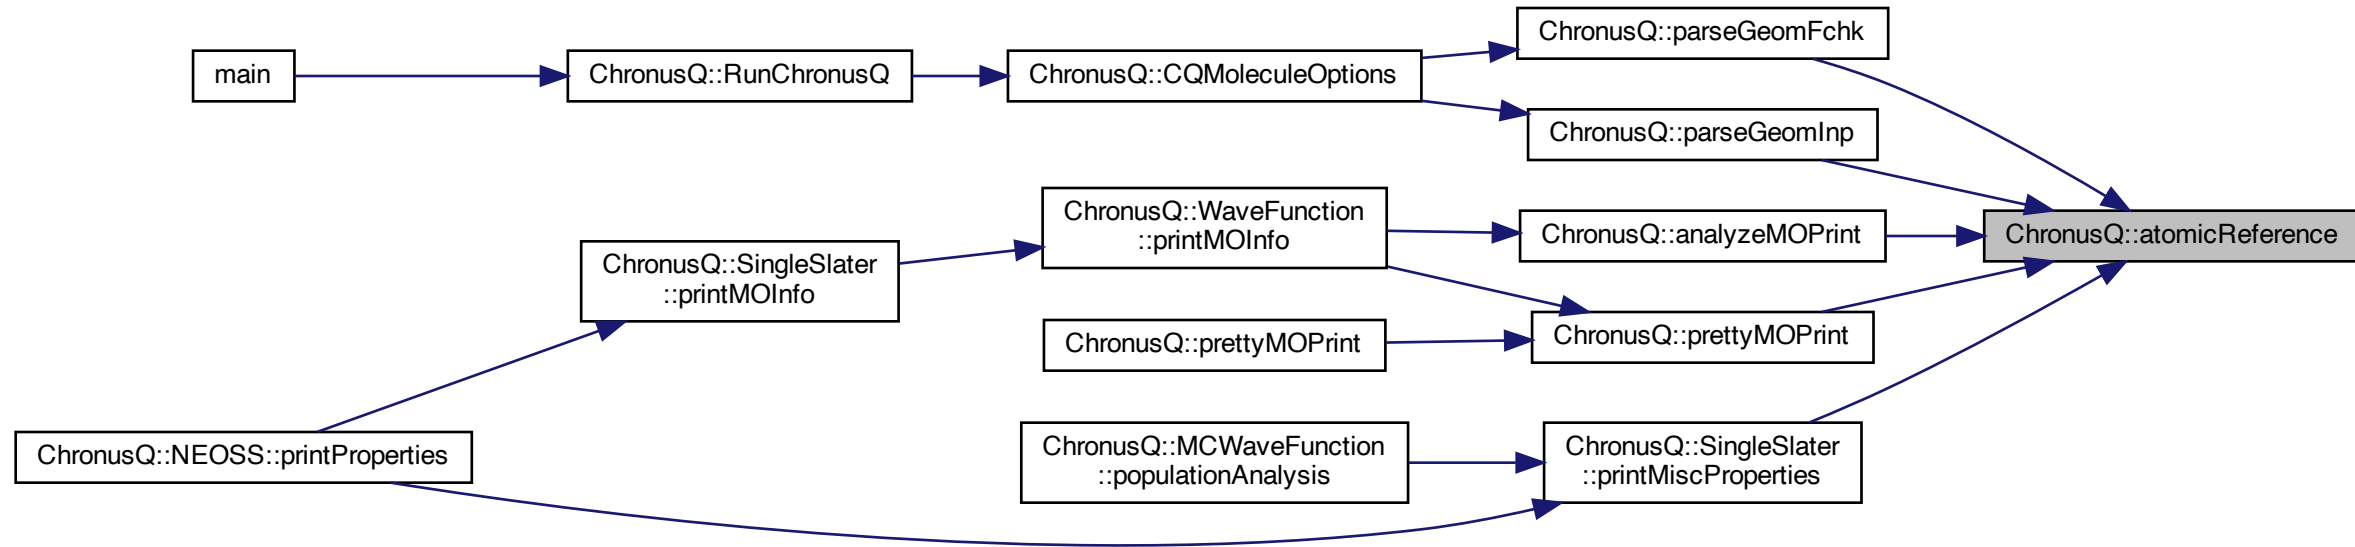 ChronusQ::parseGeomFchk
main
ChronusQ::RunChronusQ
ChronusQ::CQMoleculeOptions
ChronusQ::parseGeomInp
ChronusQ::WaveFunction
::printMOInfo
ChronusQ::analyzeMOPrint
ChronusQ::atomicReference
ChronusQ::SingleSlater
::printMOInfo
ChronusQ::prettyMOPrint
ChronusQ::prettyMOPrint
ChronusQ::NEOSS::printProperties
ChronusQ::MCWaveFunction
::populationAnalysis
ChronusQ::SingleSlater
::printMiscProperties